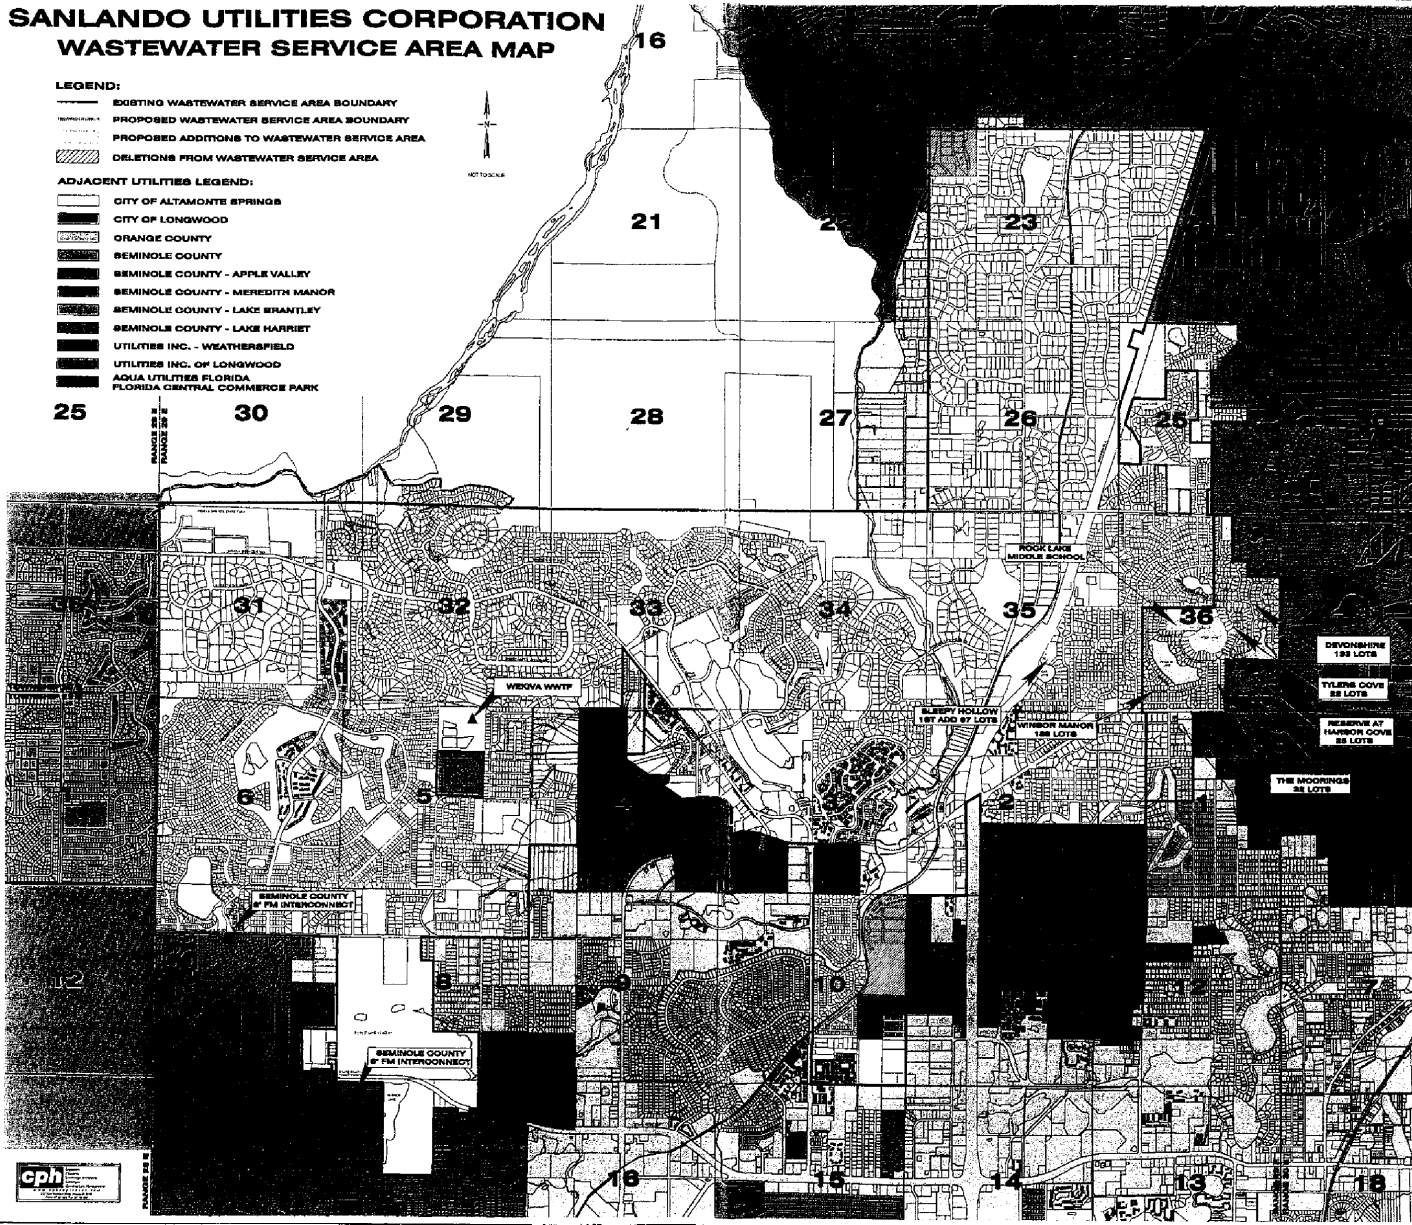 SANLANDO UTILITIES CORPORATION
WASTEWATER SERVICE AREA MAP
LEGEND:
EXISTING WASTEWATER SERVICE AREA BOUNDARY
PROPOSED WASTEWATER SERVICE AREA BOUNDARY
PROPOSED ADDITIONS TO WASTEWATER SERVICE AREA
DELETIONS FROM WASTEWATER SERVICE AREA
NOT TO SCALE
ADJACENT UTILITIES LEGEND:
CITY OF ALTAMONTE SPRINGS
CITY OF LONGWOOD
ORANGE COUNTY
SEMINOLE COUNTY
SEMINOLE COUNTY - APPLE VALLEY
SEMINOLE COUNTY - MEREDITH MANOR
SEMINOLE COUNTY - LAKE BRANTLEY
SEMINOLE COUNTY - LAKE HARRIET
UTILITIES INC. - WEATHERSFIELD
UTILITIES INC. OF LONGWOOD
AQUA UTILITIES FLORIDA
FLORIDA CENTRAL COMMERCE PARK
16
21
23
25
30
29
28
27
26
25
RANGE 28 E
RANGE 29 E
ROCK LAKE
MIDDLE SCHOOL
36
31
32
33
34
35
36
DEVONSHIRE
193 LOTS
WEKIVA WWTF
TYLERS COVE
22 LOTS
SLEEPY HOLLOW
1ST ADD 67 LOTS
WINSOR MANOR
RESERVE AT
HARBOR COVE
25 LOTS
THE MOORINGS
32 LOTS
6
5
3
2
1
SEMINOLE COUNTY
6" FM INTERCONNECT
12
8
9
10
12
7
SEMINOLE COUNTY
6" FM INTERCONNECT
cph
16
15
14
13
18